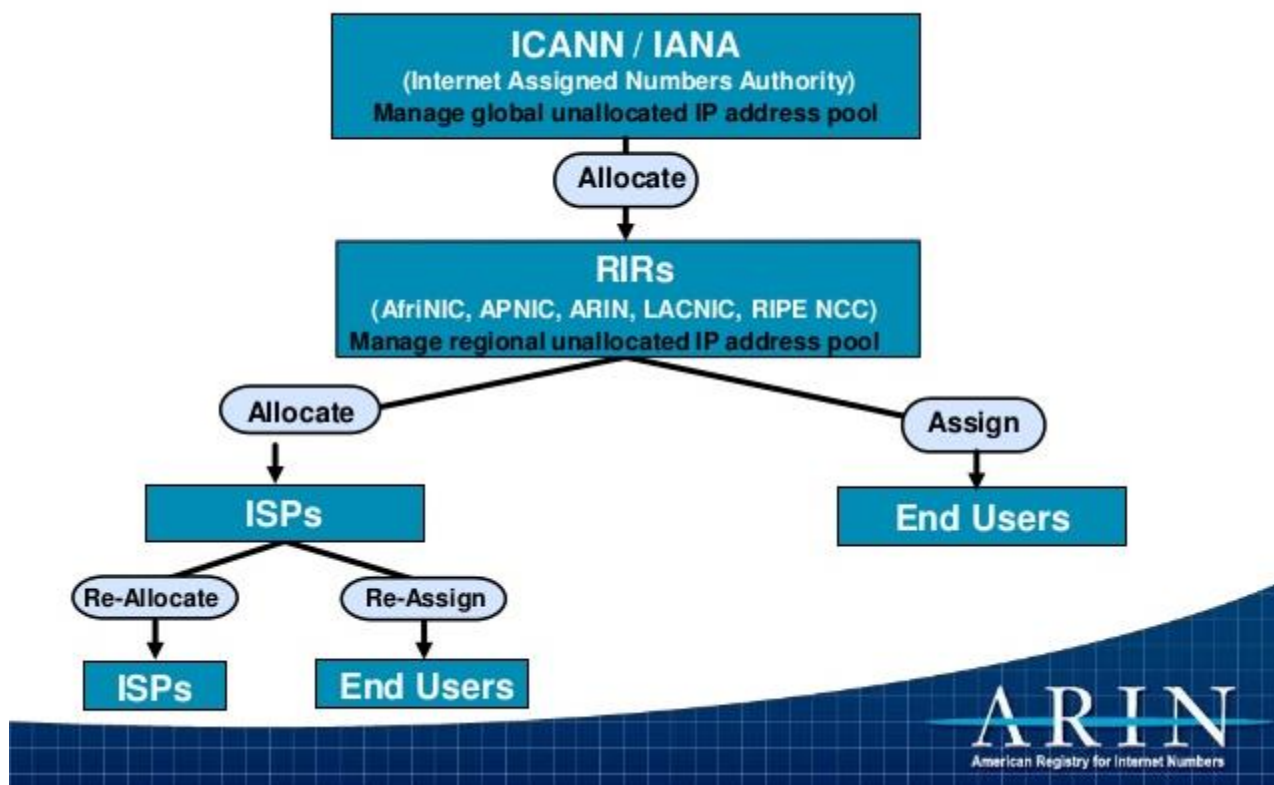 ICANN / IANA
(Internet Assigned Numbers Authority)
Manage global unallocated IP address pool
Allocate
RIRs
(AfriNIC, APNIC, ARIN, LACNIC, RIPE NCC)
Manage regional unallocated IP address pool
Allocate
Assign
ISPs
End Users
Re-Allocate
Re-Assign
ISPs
End Users
ARIN
American Registry for Internet Numbers